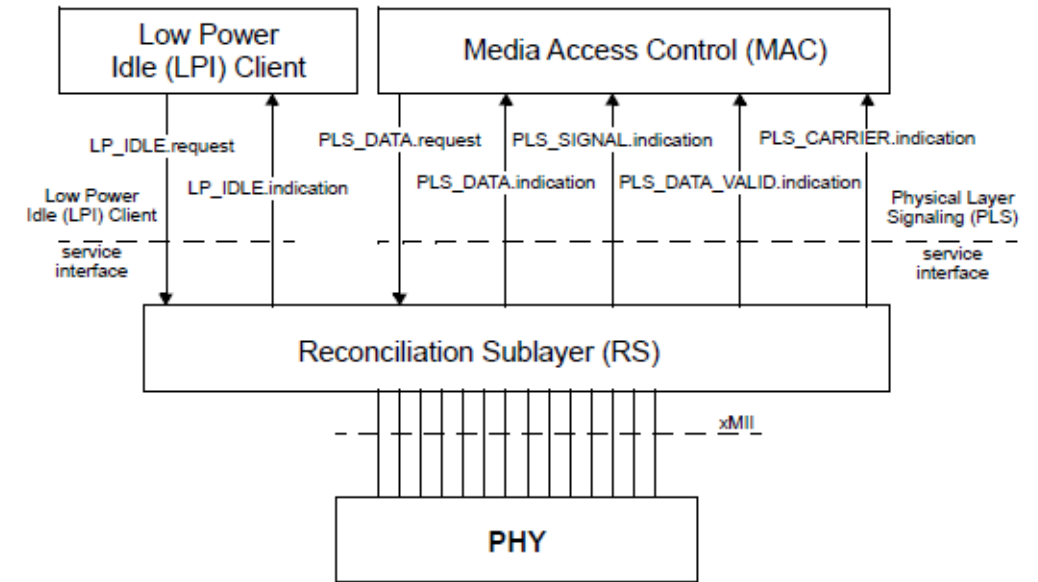 Low Power
Idle (LPI) Client
Media Access Control (MAC)
LP_IDLE.request
PLS_DATA.request
PLS_SIGNAL.indication
PLS_CARRIER.indication
LP_IDLE.indication
PLS_DATA.indication
PLS_DATA_VALID.indication
Low Power
Idle (LPI) Client
service
interface
Physical Layer
Signaling (PLS)
service
interface
Reconciliation Sublayer (RS)
xMII
PHY